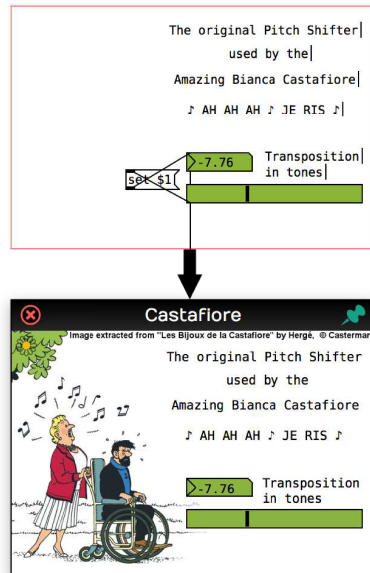 The original Pitch Shifter
used by the
Amazing Bianca Castafiore
♪ AH AH AH ♪ JE RIS ♪
-7.76
Transposition
in tones
set $1
Castafiore
Image extracted from "Les Bijoux de la Castafiore" by Hergé, © Casterman
The original Pitch Shifter
used by the
Amazing Bianca Castafiore
♪ AH AH AH ♪ JE RIS ♪
-7.76
Transposition
in tones